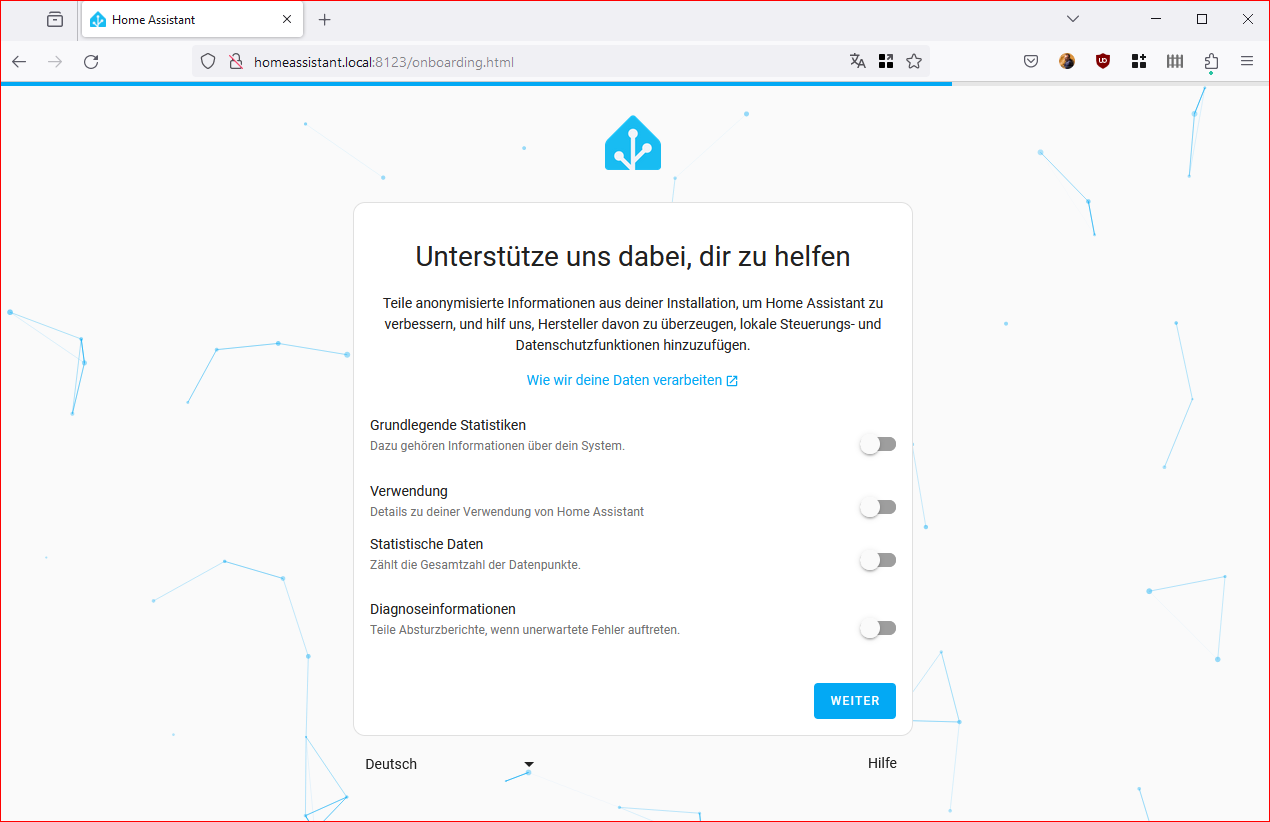 Home Assistant
homeassistant.local:8123/onboarding.html
Unterstütze uns dabei, dir zu helfen
Teile anonymisierte Informationen aus deiner Installation, um Home Assistant zu
verbessern, und hilf uns, Hersteller davon zu überzeugen, lokale Steuerungs- und
Datenschutzfunktionen hinzuzufügen.
Wie wir deine Daten verarbeiten
Grundlegende Statistiken
Dazu gehören Informationen über dein System.
Verwendung
Details zu deiner Verwendung von Home Assistant
Statistische Daten
Zählt die Gesamtzahl der Datenpunkte.
Diagnoseinformationen
Teile Absturzberichte, wenn unerwartete Fehler auftreten.
WEITER
Deutsch
Hilfe